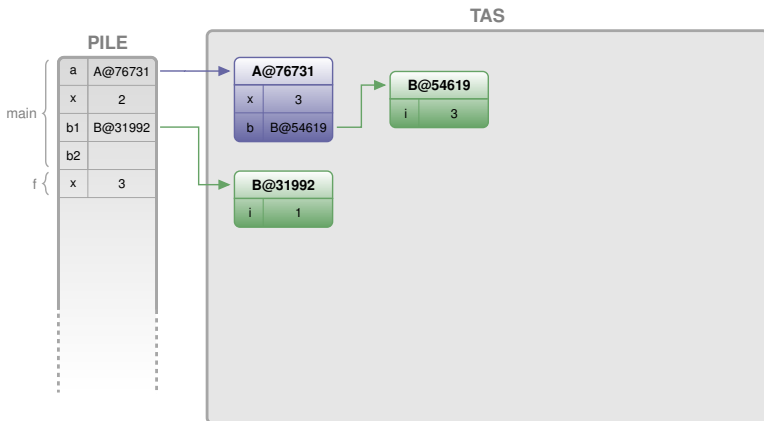 TAS
PILE
a A@76731
x 2
main
b1 B@31992
b2
f x 3
A@76731
x 3
b B@54619
B@54619
i 3
B@31992
i 1